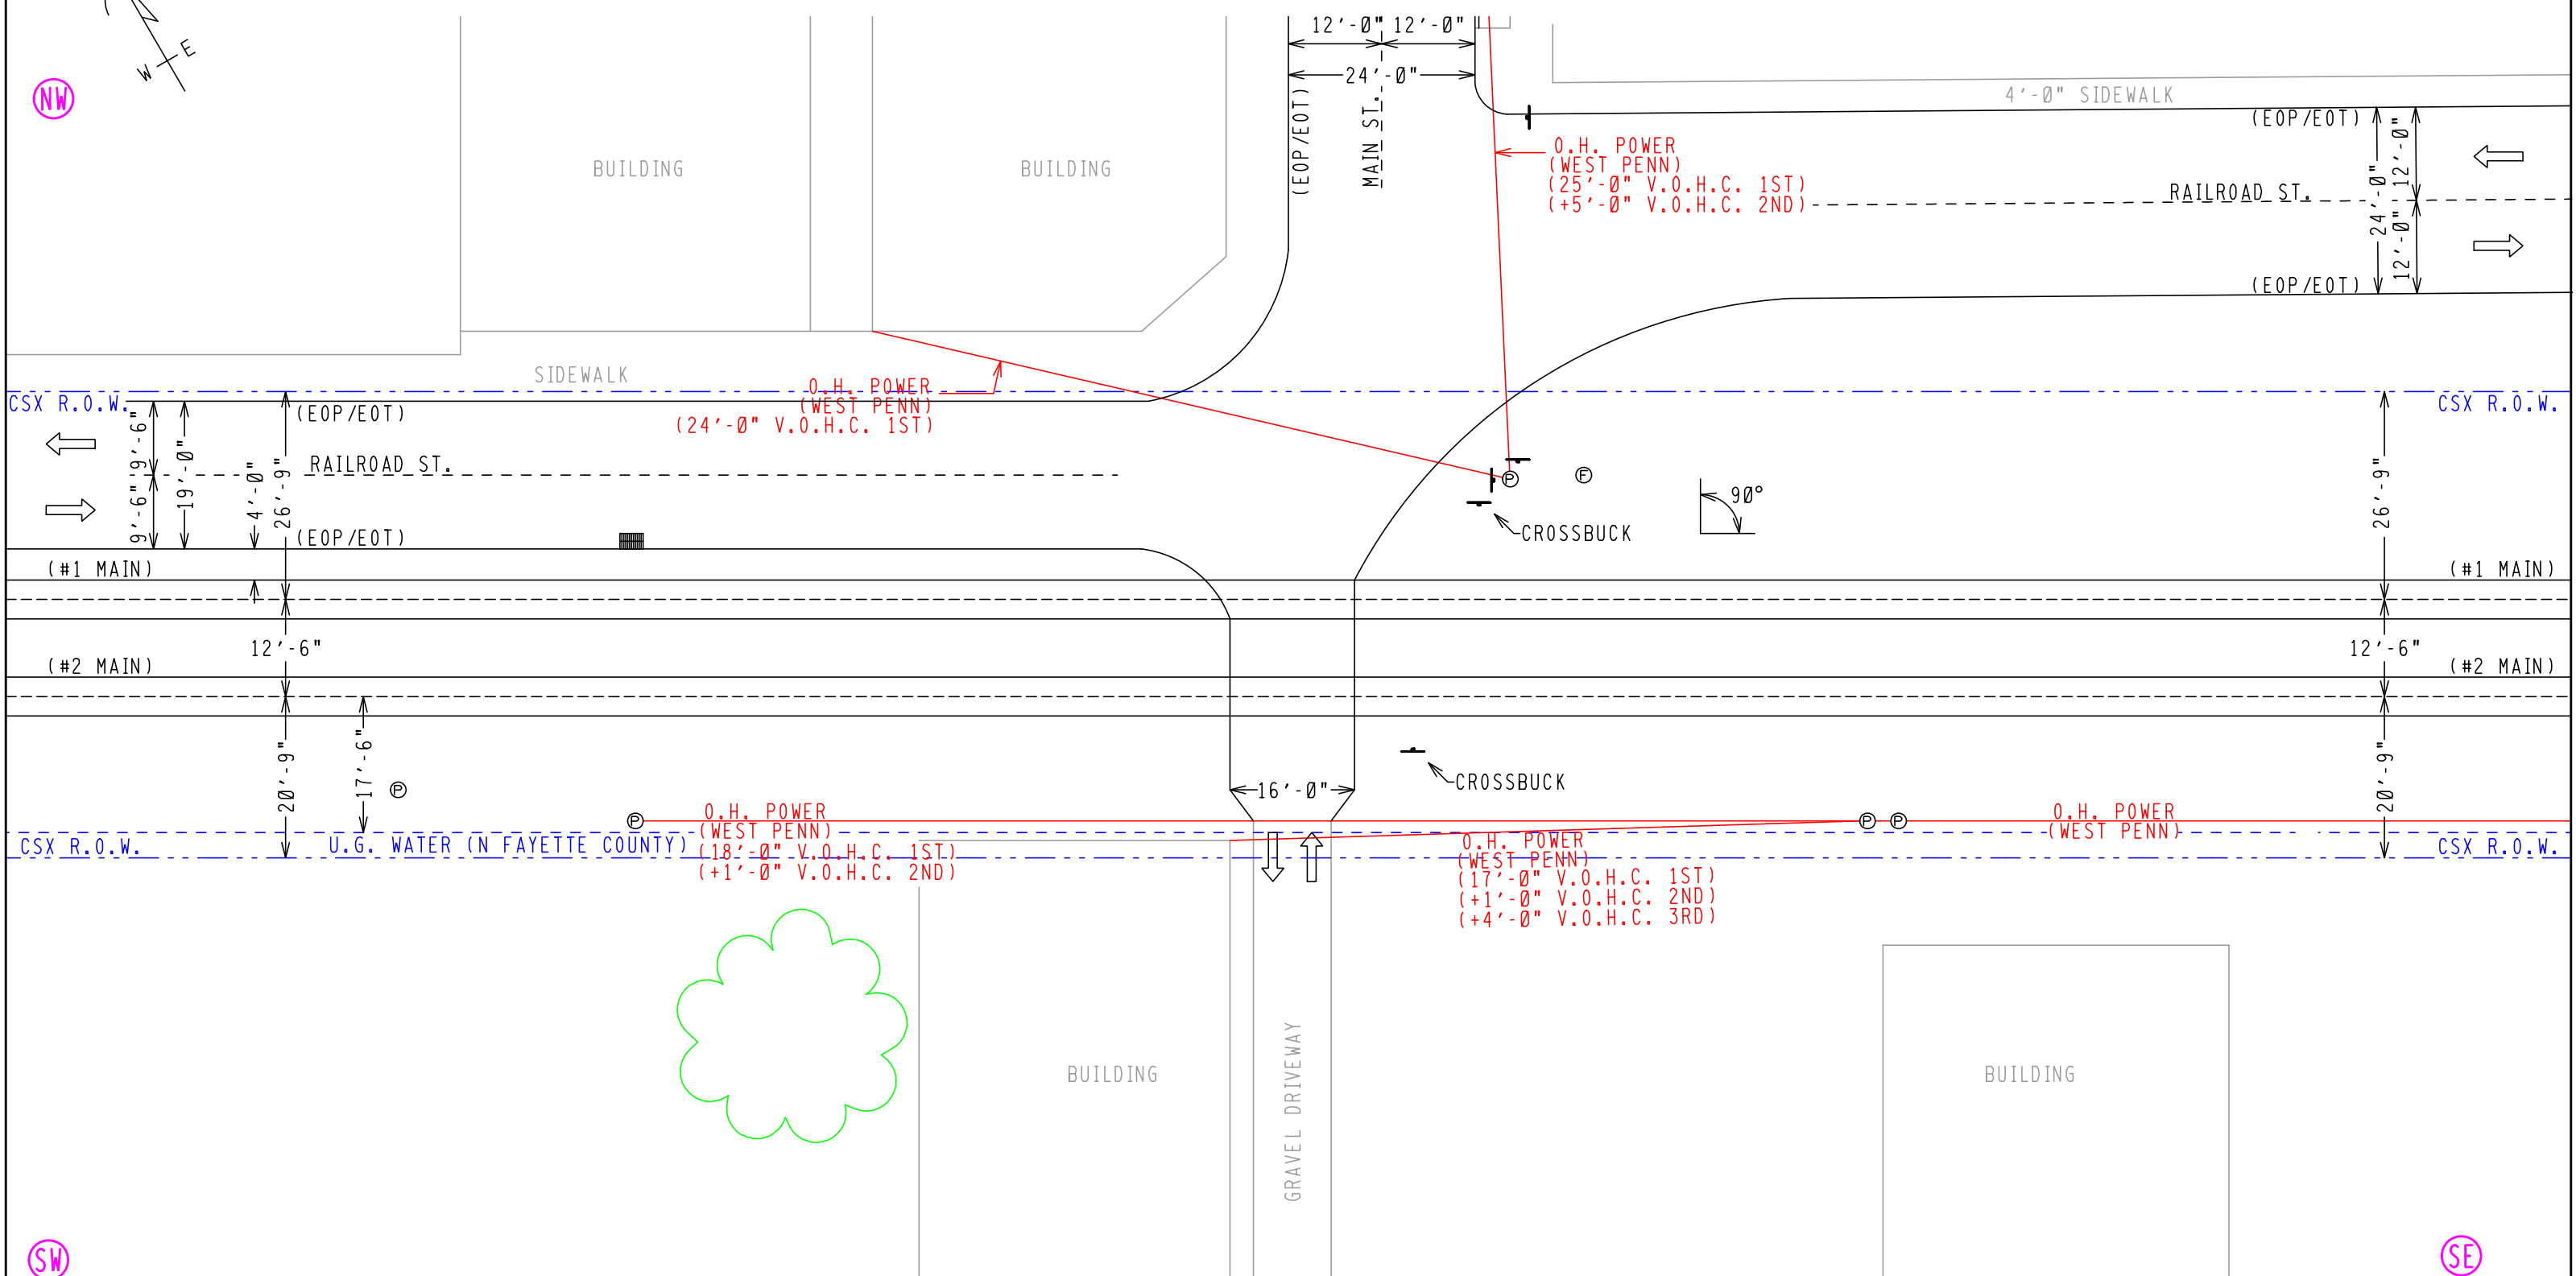 W
E
NW
BUILDING
BUILDING
12'-0"
12'-0"
24'-0"
(EOP/EOT)
MAIN ST.
4'-0" SIDEWALK
(EOP/EOT)
O.H. POWER
(WEST PENN)
(25'-0" V.O.H.C. 1ST)
(+5'-0" V.O.H.C. 2ND)
RAILROAD ST.
24'-0"
12'-0"
12'-0"
(EOP/EOT)
SIDEWALK
CSX R.O.W.
(EOP/EOT)
O.H. POWER
(WEST PENN)
(24'-0" V.O.H.C. 1ST)
CSX R.O.W.
9'-6"
9'-6"
19'-0"
4'-0"
26'-9"
RAILROAD ST.
(EOP/EOT)
P
F
90°
CROSSBUCK
26'-9"
(#1 MAIN)
(#1 MAIN)
12'-6"
12'-6"
(#2 MAIN)
(#2 MAIN)
20'-9"
17'-6"
P
16'-0"
CROSSBUCK
20'-9"
P
O.H. POWER
(WEST PENN)
(18'-0" V.O.H.C. 1ST)
(+1'-0" V.O.H.C. 2ND)
P
P
O.H. POWER
(WEST PENN)
CSX R.O.W.
U.G. WATER (N FAYETTE COUNTY)
O.H. POWER
(WEST PENN)
(17'-0" V.O.H.C. 1ST)
(+1'-0" V.O.H.C. 2ND)
(+4'-0" V.O.H.C. 3RD)
CSX R.O.W.
BUILDING
GRAVEL DRIVEWAY
BUILDING
SW
SE